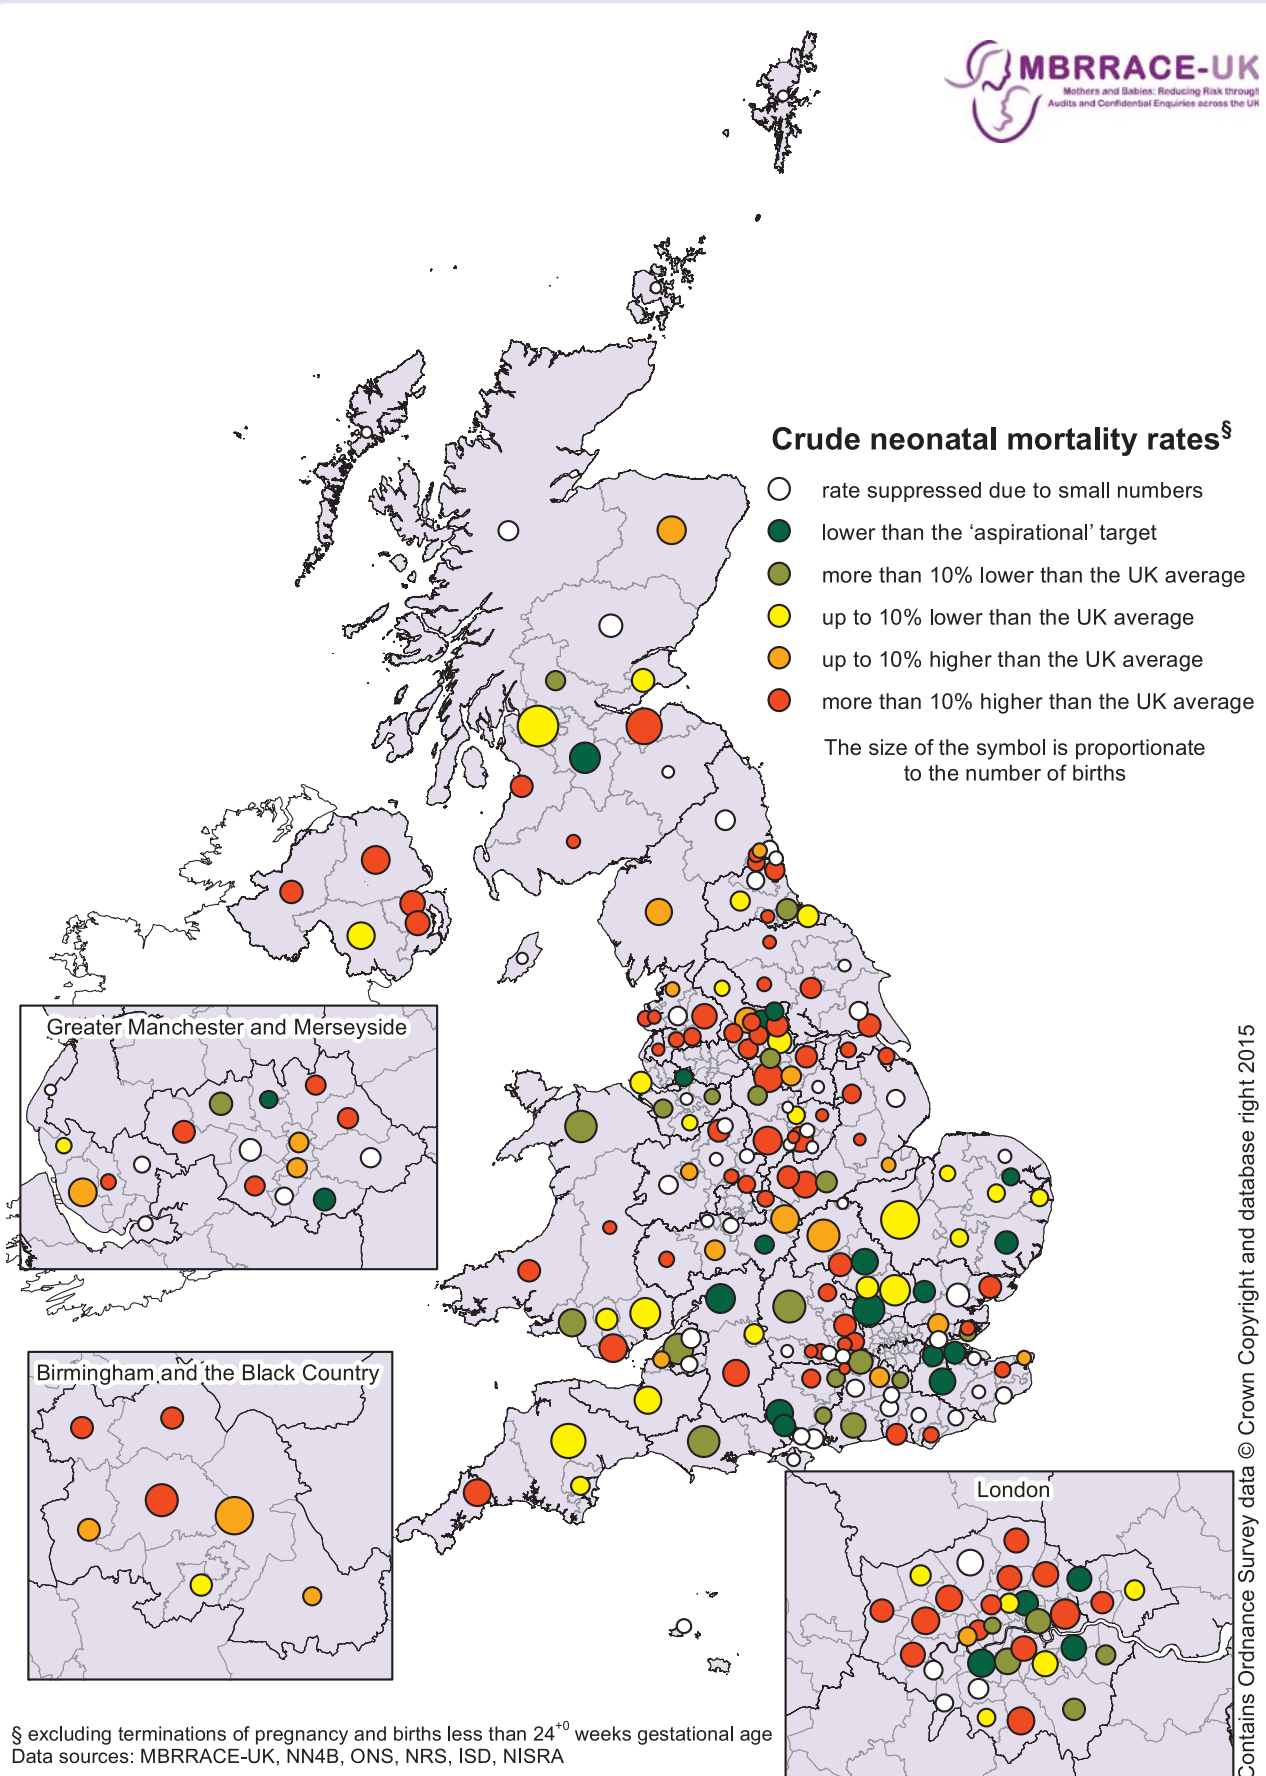 MBRRACE-UK
Mothers and Babies: Reducing Risk through
Audits and Confidential Enquiries across the UK
Crude neonatal mortality rates§
rate suppressed due to small numbers
lower than the ‘aspirational’ target
more than 10% lower than the UK average
up to 10% lower than the UK average
up to 10% higher than the UK average
more than 10% higher than the UK average
The size of the symbol is proportionate
to the number of births
Greater Manchester and Merseyside
Birmingham and the Black Country
London
Contains Ordnance Survey data © Crown Copyright and database right 2015
§ excluding terminations of pregnancy and births less than 24+0 weeks gestational age
Data sources: MBRRACE-UK, NN4B, ONS, NRS, ISD, NISRA